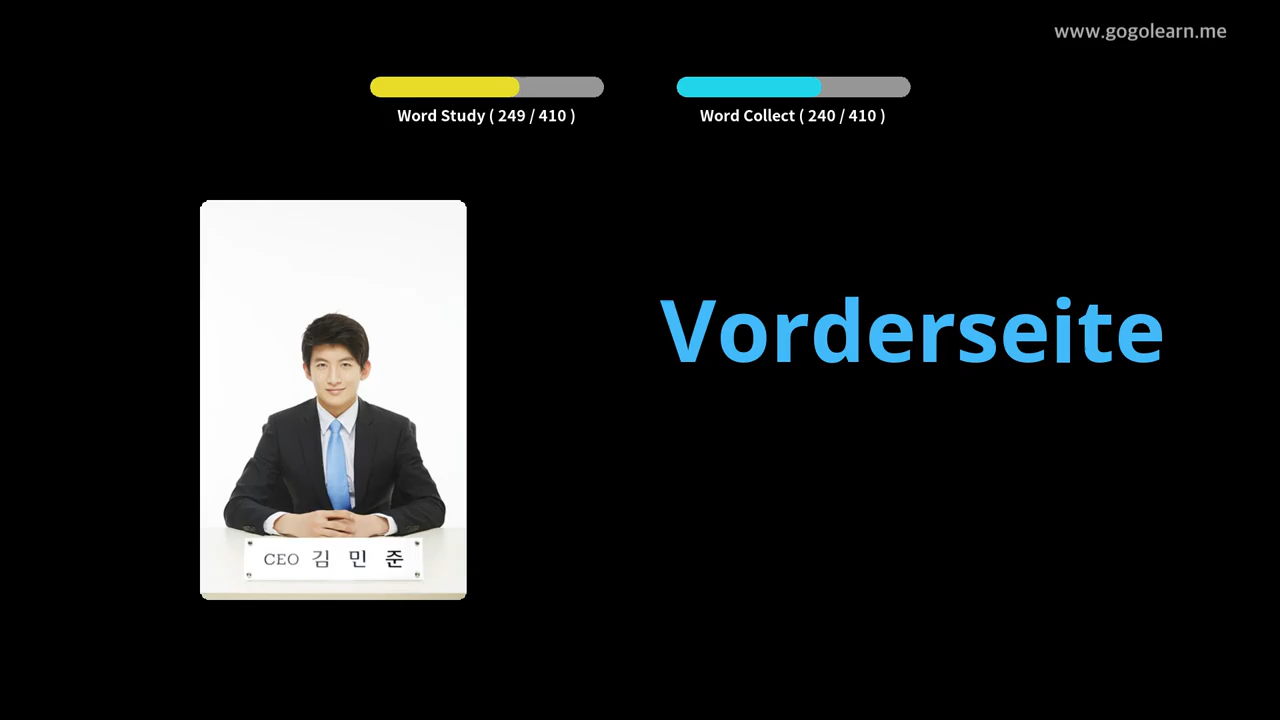 www.gogolearn.me
Word Study ( 249 / 410 )
Word Collect ( 240 / 410 )
Vorderseite
CEO 김 민 준